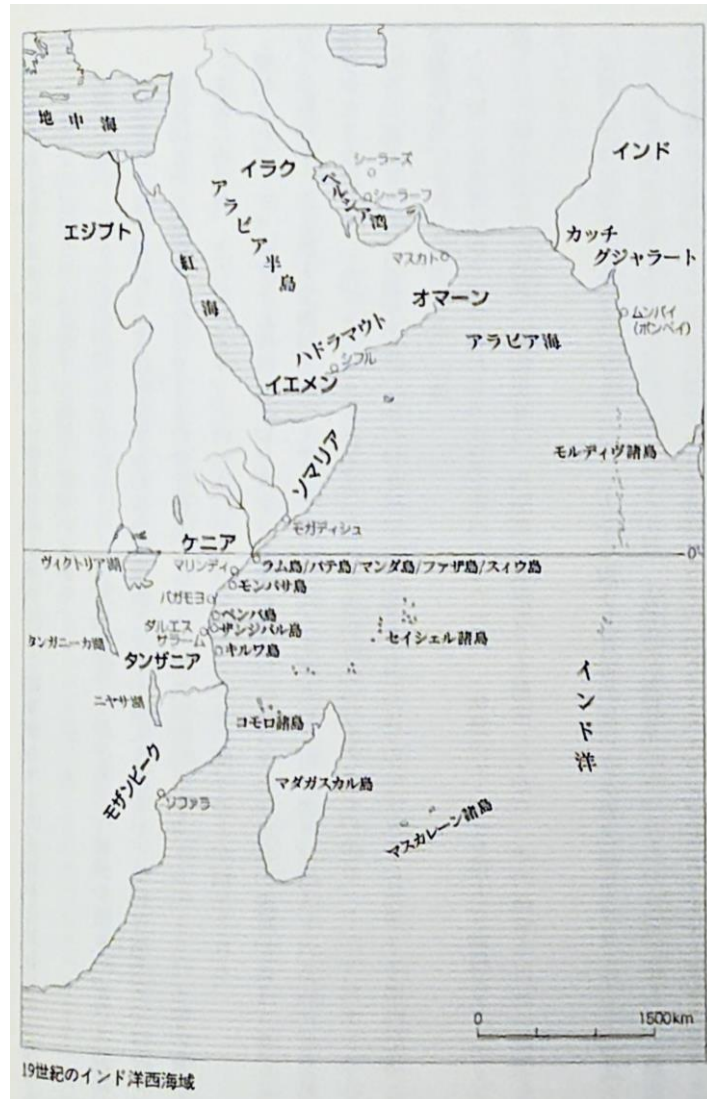 地中海
イラク
シーラーズ
ペルシア湾
シーラーフ
インド
エジプト
アラビア半島
紅海
カッチ
グジャラート
マスカト
オマーン
ムンバイ
(ボンベイ)
ハドラマウト
シフル
アラビア海
イエメン
モルディヴ諸島
ソマリア
モガディシュ
ケニア
0°
ヴィクトリア湖
マリンディ
ラム島/パテ島/マンダ島/ファザ島/スィウ島
モンバサ島
バガモヨ
ペンバ島
ダルエス
サラーム
ザンジバル島
セイシェル諸島
タンガニーカ湖
キルワ島
タンザニア
インド洋
ニヤサ湖
コモロ諸島
モザンビーク
ソファラ
マダガスカル島
マスカレーン諸島
0
1500km
19世紀のインド洋西海域